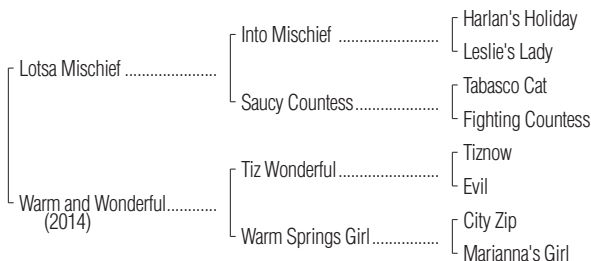 Harlan's Holiday
Into Mischief ........................
Leslie's Lady
Lotsa Mischief ......................
Tabasco Cat
Saucy Countess....................
Fighting Countess
Tiznow
Tiz Wonderful........................
Evil
Warm and Wonderful............
(2014)
City Zip
Warm Springs Girl................
Marianna's Girl